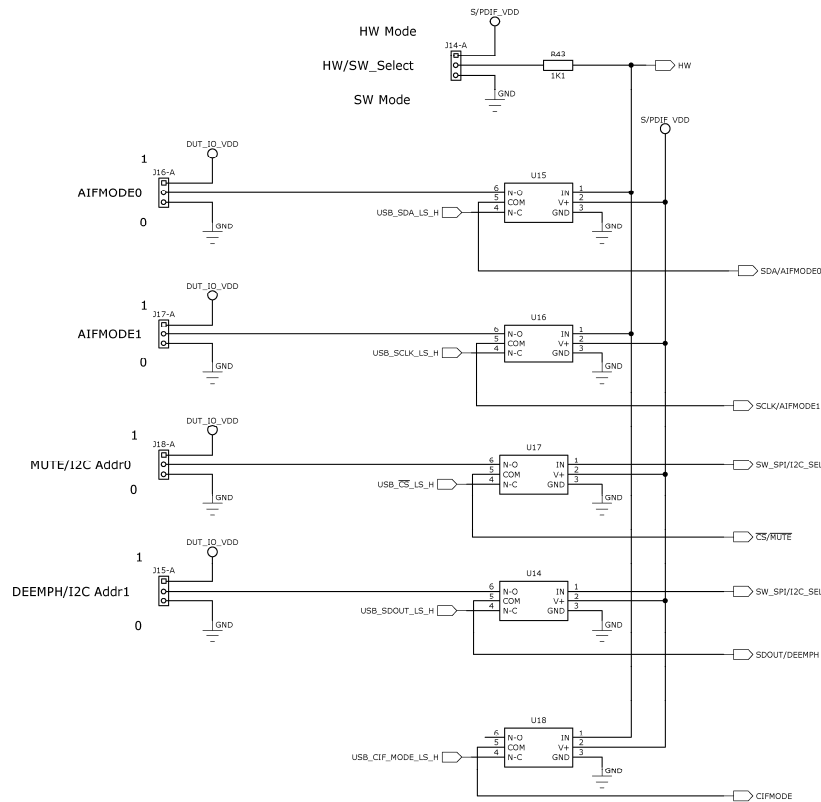 S/PDIF_VDD
HW Mode
J14-A
HW/SW_Select
R43
1K1
HW
SW Mode
GND
S/PDIF_VDD
DUT_IO_VDD
1
J16-A
AIFMODE0
0
GND
U15
6 N-O IN 1
5 COM V+ 2
4 N-C GND 3
USB_SDA_LS_H
GND
SDA/AIFMODE0
DUT_IO_VDD
1
J17-A
AIFMODE1
0
GND
U16
6 N-O IN 1
5 COM V+ 2
4 N-C GND 3
USB_SCLK_LS_H
GND
SCLK/AIFMODE1
DUT_IO_VDD
1
J18-A
MUTE/I2C Addr0
0
GND
U17
6 N-O IN 1
5 COM V+ 2
4 N-C GND 3
SW_SPI/I2C_SEL
USB_CS_LS_H
GND
CS/MUTE
DUT_IO_VDD
1
J15-A
DEEMPH/I2C Addr1
0
GND
U14
6 N-O IN 1
5 COM V+ 2
4 N-C GND 3
SW_SPI/I2C_SEL
USB_SDOUT_LS_H
GND
SDOUT/DEEMPH
U18
6 N-O IN 1
5 COM V+ 2
4 N-C GND 3
USB_CIF_MODE_LS_H
GND
CIFMODE